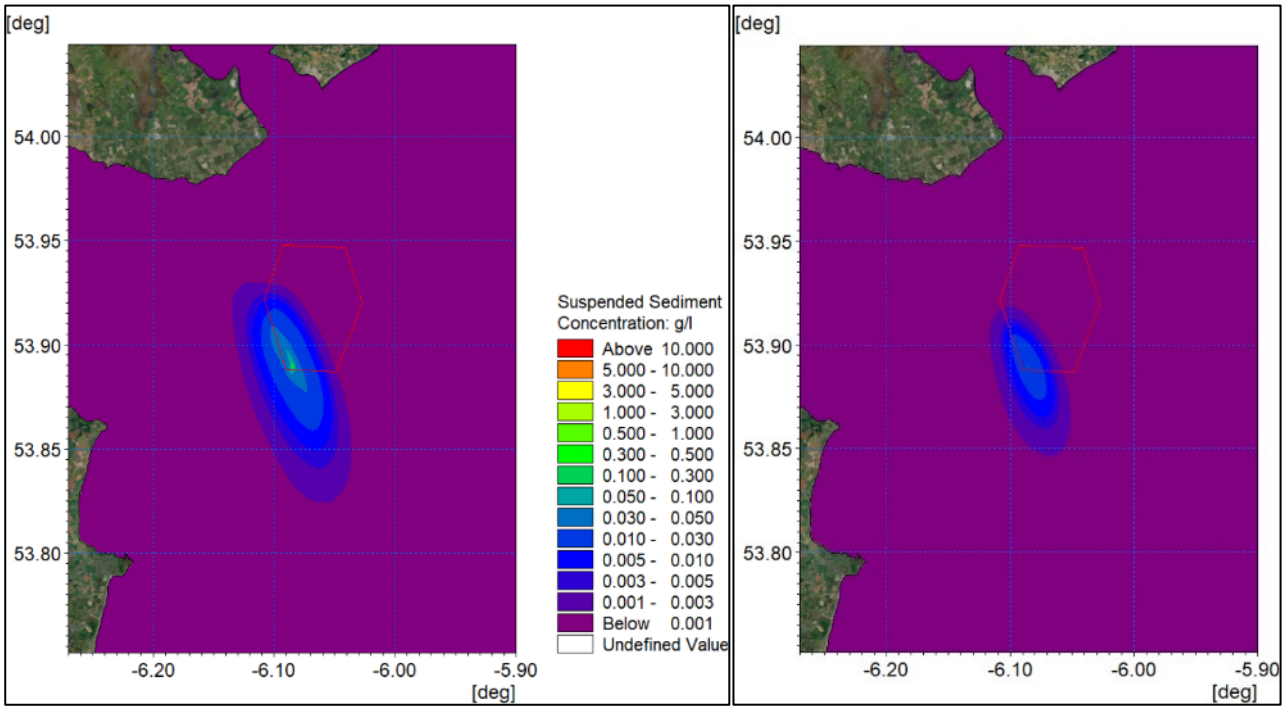 [deg]
54.00
53.95
53.90
53.85
53.80
-6.20
-6.10
-6.00
-5.90
[deg]
Suspended Sediment
Concentration: g/l
Above 10.000
5.000 - 10.000
3.000 - 5.000
1.000 - 3.000
0.500 - 1.000
0.300 - 0.500
0.100 - 0.300
0.050 - 0.100
0.030 - 0.050
0.010 - 0.030
0.005 - 0.010
0.003 - 0.005
0.001 - 0.003
Below 0.001
Undefined Value
[deg]
54.00
53.95
53.90
53.85
53.80
-6.20
-6.10
-6.00
-5.90
[deg]